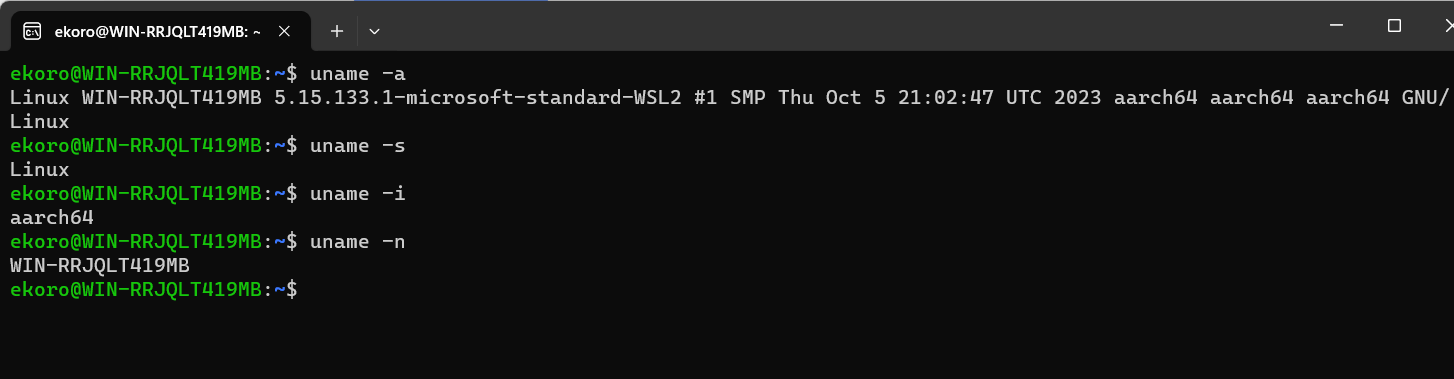 ekoro@WIN-RRJQLT419MB: ~
ekoro@WIN-RRJQLT419MB:~$ uname -a
Linux WIN-RRJQLT419MB 5.15.133.1-microsoft-standard-WSL2 #1 SMP Thu Oct 5 21:02:47 UTC 2023 aarch64 aarch64 aarch64 GNU/
Linux
ekoro@WIN-RRJQLT419MB:~$ uname -s
Linux
ekoro@WIN-RRJQLT419MB:~$ uname -i
aarch64
ekoro@WIN-RRJQLT419MB:~$ uname -n
WIN-RRJQLT419MB
ekoro@WIN-RRJQLT419MB:~$